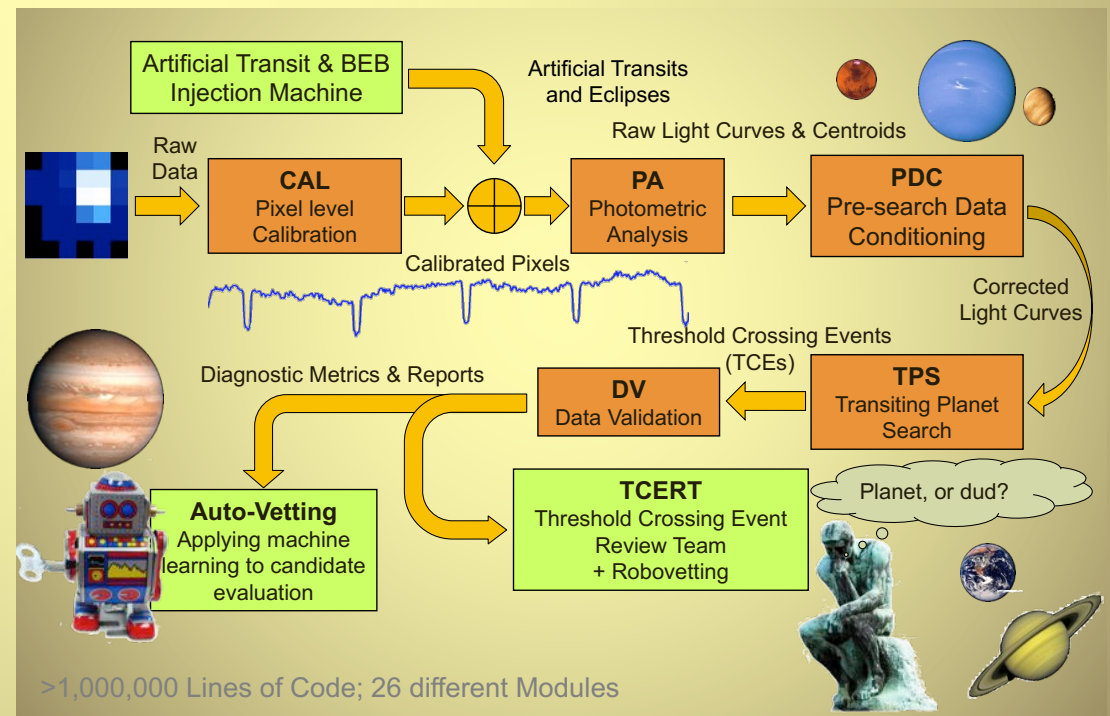 Artificial Transit & BEB
Injection Machine
Artificial Transits
and Eclipses
Raw Light Curves & Centroids
Raw
Data
CAL
Pixel level
Calibration
PA
Photometric
Analysis
PDC
Pre-search Data
Conditioning
Calibrated Pixels
Corrected
Light Curves
Threshold Crossing Events
(TCEs)
Diagnostic Metrics & Reports
DV
Data Validation
TPS
Transiting Planet
Search
Auto-Vetting
Applying machine
learning to candidate
evaluation
TCERT
Threshold Crossing Event
Review Team
+ Robovetting
Planet, or dud?
>1,000,000 Lines of Code; 26 different Modules